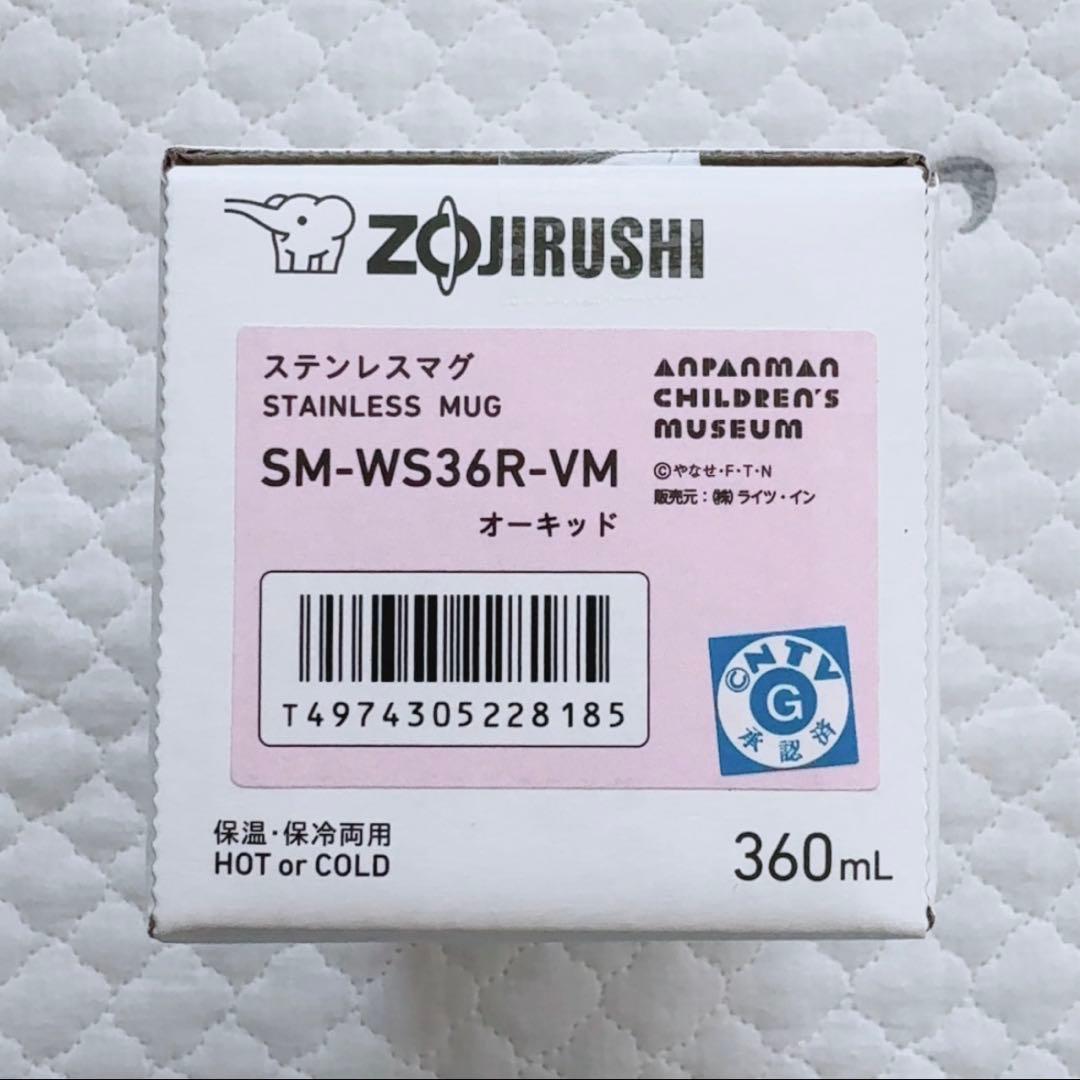 ZOJIRUSHI
ステンレスマグ
STAINLESS MUG
SM-WS36R-VM
オーキッド
ANPANMAN
CHILDREN'S
MUSEUM
©やなせ・F・T・N
販売元：㈱ライツ・イン
T4974305228185
©NTV
G
承認済
保温・保冷両用
HOT or COLD
360mL